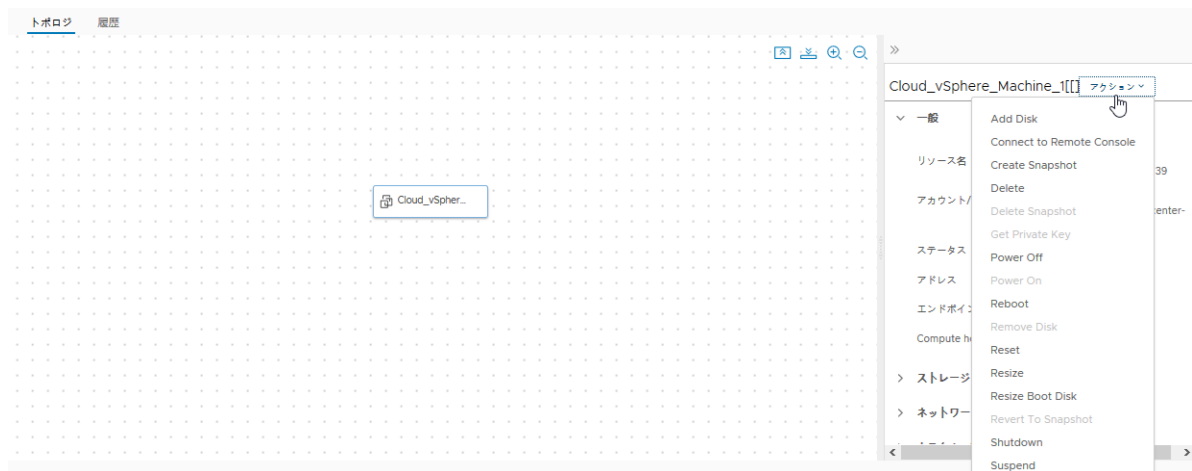 トポロジ 履歴
Cloud_vSphere_Machine_1[[] アクション
Cloud_vSpher...
一般
リソース名
39
アカウント/
center-
ステータス
アドレス
エンドポイン
Compute he
ストレージ
ネットワー
Add Disk
Connect to Remote Console
Create Snapshot
Delete
Delete Snapshot
Get Private Key
Power Off
Power On
Reboot
Remove Disk
Reset
Resize
Resize Boot Disk
Revert To Snapshot
Shutdown
Suspend